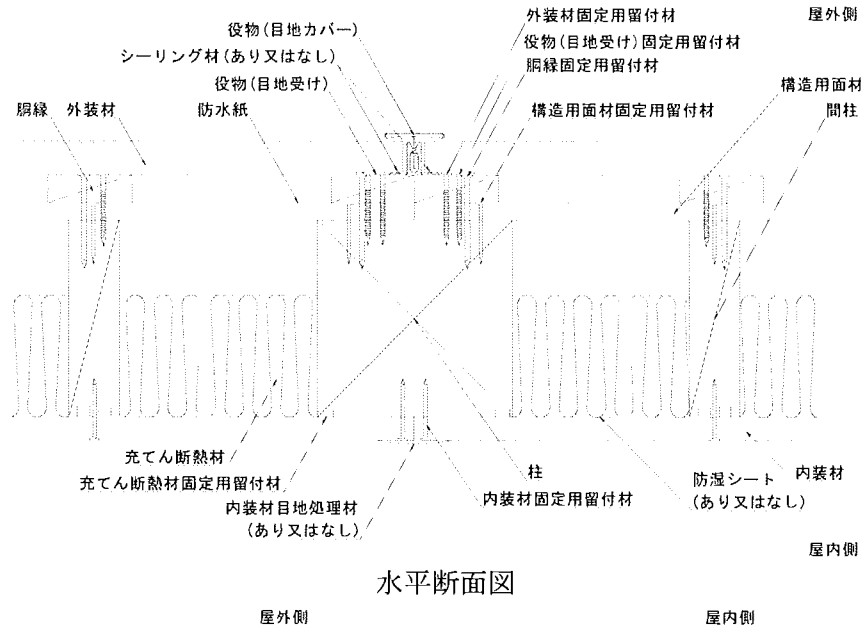 役物(目地カバー)
シーリング材(あり又はなし)
役物(目地受け)
胴縁 外装材 防水紙
外装材固定用留付材
役物(目地受け)固定用留付材
胴縁固定用留付材
構造用面材固定用留付材
屋外側
構造用面材
間柱
充てん断熱材
充てん断熱材固定用留付材
内装材目地処理材
(あり又はなし)
柱
内装材固定用留付材
防湿シート
(あり又はなし)
内装材
屋内側
水平断面図
屋外側 屋内側